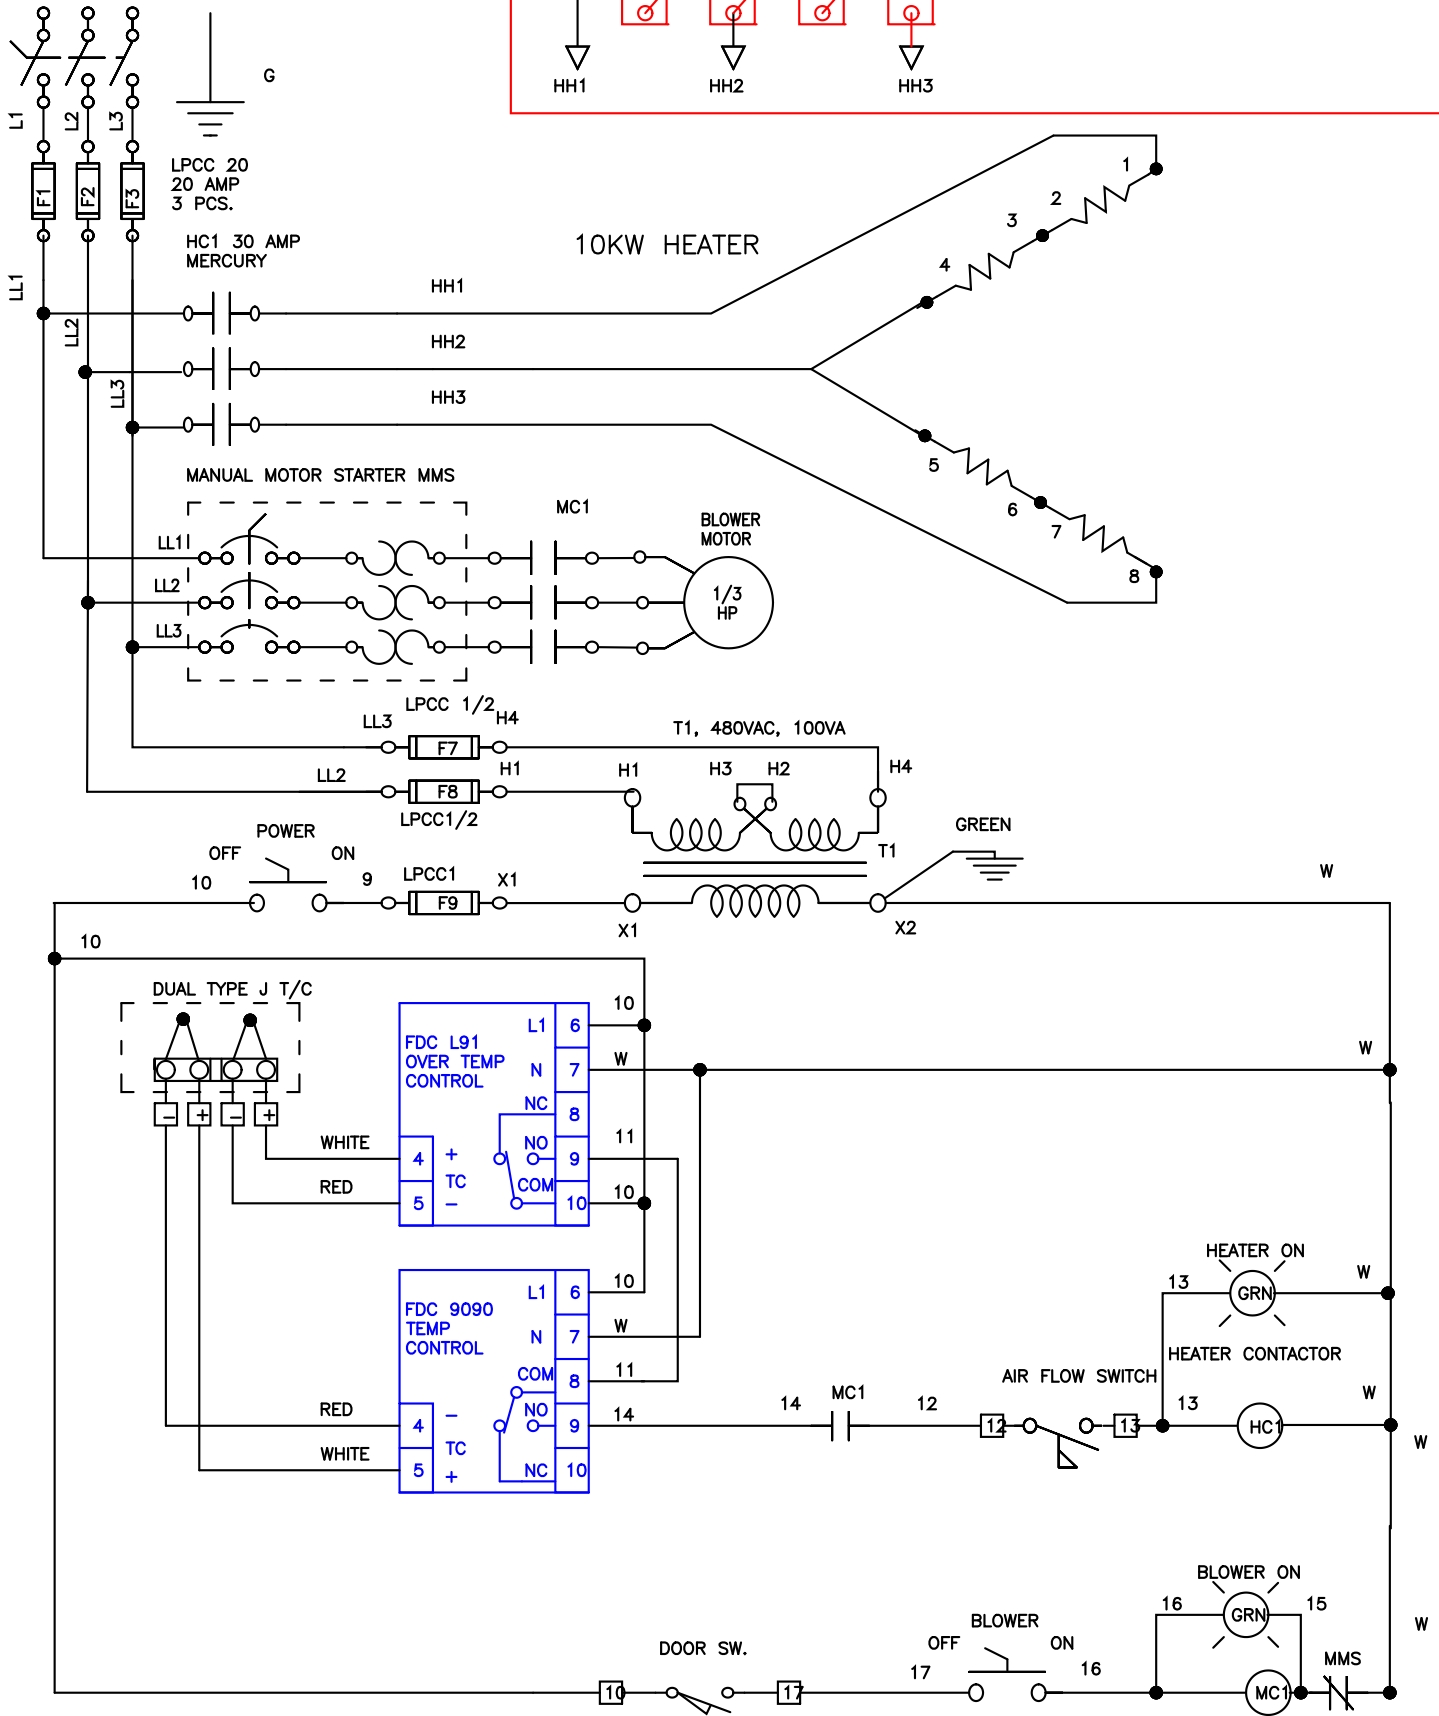 HH1 HH2 HH3
G
L1 L2 L3
LPCC 20
20 AMP
3 PCS.
F1 F2 F3
HC1 30 AMP
MERCURY
10KW HEATER
1
2
3
4
LL1
LL2
LL3
HH1
HH2
HH3
5
6
7
8
MANUAL MOTOR STARTER MMS
MC1
BLOWER
MOTOR
LL1
LL2
LL3
1/3
HP
LPCC 1/2
LL3 F7 H4
T1, 480VAC, 100VA
LL2 F8 H1
LPCC1/2
H1 H3 H2 H4
T1
POWER
OFF ON
10 9
LPCC1
F9 X1
X1 X2
GREEN
W
10
DUAL TYPE J T/C
- + - +
FDC L91
OVER TEMP
CONTROL
L1 6 10
N 7 W
NC 8
NO 9 11
COM 10 10
WHITE 4 +
TC
RED 5 -
W
FDC 9090
TEMP
CONTROL
L1 6 10
N 7 W
COM 8 11
NO 9 14
NC 10
RED 4 -
TC
WHITE 5 +
HEATER ON
13 GRN W
HEATER CONTACTOR
AIR FLOW SWITCH
14 MC1 12 12 13 13 HC1 W
W
BLOWER ON
16 GRN 15
W
DOOR SW.
10 17
BLOWER
OFF ON
17 16
MC1
MMS